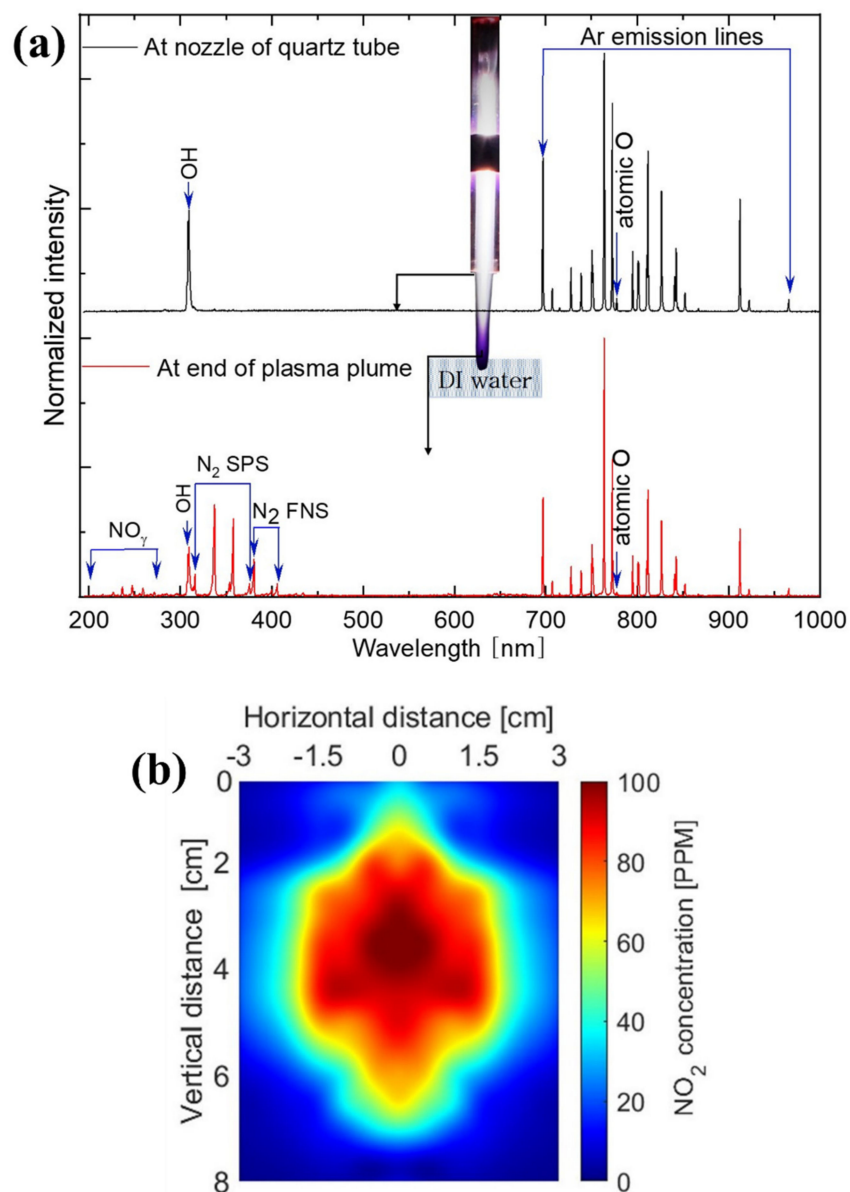 (a)
At nozzle of quartz tube
Ar emission lines
OH
atomic O
Normalized intensity
At end of plasma plume
DI water
N₂ SPS
OH
N₂ FNS
NOᵧ
atomic O
200 300 400 500 600 700 800 900 1000
Wavelength [nm]
(b)
Horizontal distance [cm]
-3 -1.5 0 1.5 3
0
2
4
6
8
Vertical distance [cm]
100
80
60
40
20
0
NO₂ concentration [PPM]